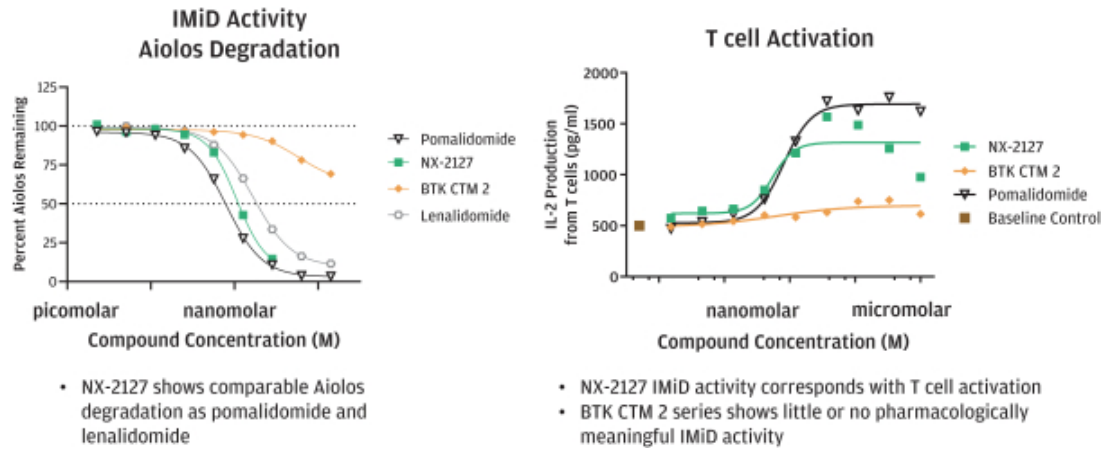 IMiD Activity
Aiolos Degradation
Percent Aiolos Remaining
125
100
75
50
25
0
picomolar
nanomolar
Compound Concentration (M)
Pomalidomide
NX-2127
BTK CTM 2
Lenalidomide
• NX-2127 shows comparable Aiolos
degradation as pomalidomide and
lenalidomide
T cell Activation
IL-2 Production
from T cells (pg/ml)
2000
1500
1000
500
0
nanomolar
micromolar
Compound Concentration (M)
NX-2127
BTK CTM 2
Pomalidomide
Baseline Control
• NX-2127 IMiD activity corresponds with T cell activation
• BTK CTM 2 series shows little or no pharmacologically
meaningful IMiD activity